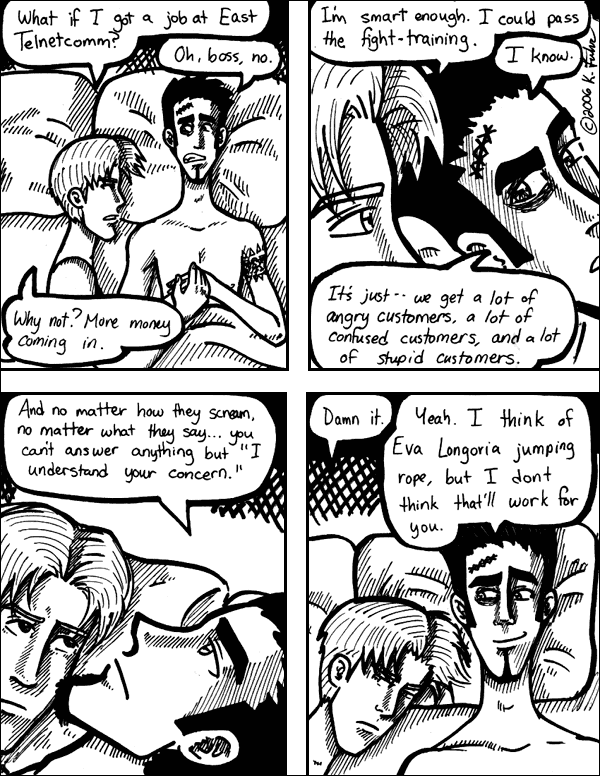 What if I got a job at East
Telnetcomm?
Oh, boss, no.
Why not? More money
coming in.
I'm smart enough. I could pass
the fight-training.
I know.
©2006 K. Fuhr
It's just-- we get a lot of
angry customers, a lot of
confused customers, and a lot
of stupid customers.
And no matter how they scream,
no matter what they say... you
can't answer anything but "I
understand your concern."
Damn it.
Yeah. I think of
Eva Longoria jumping
rope, but I dont
think that'll work for
you.